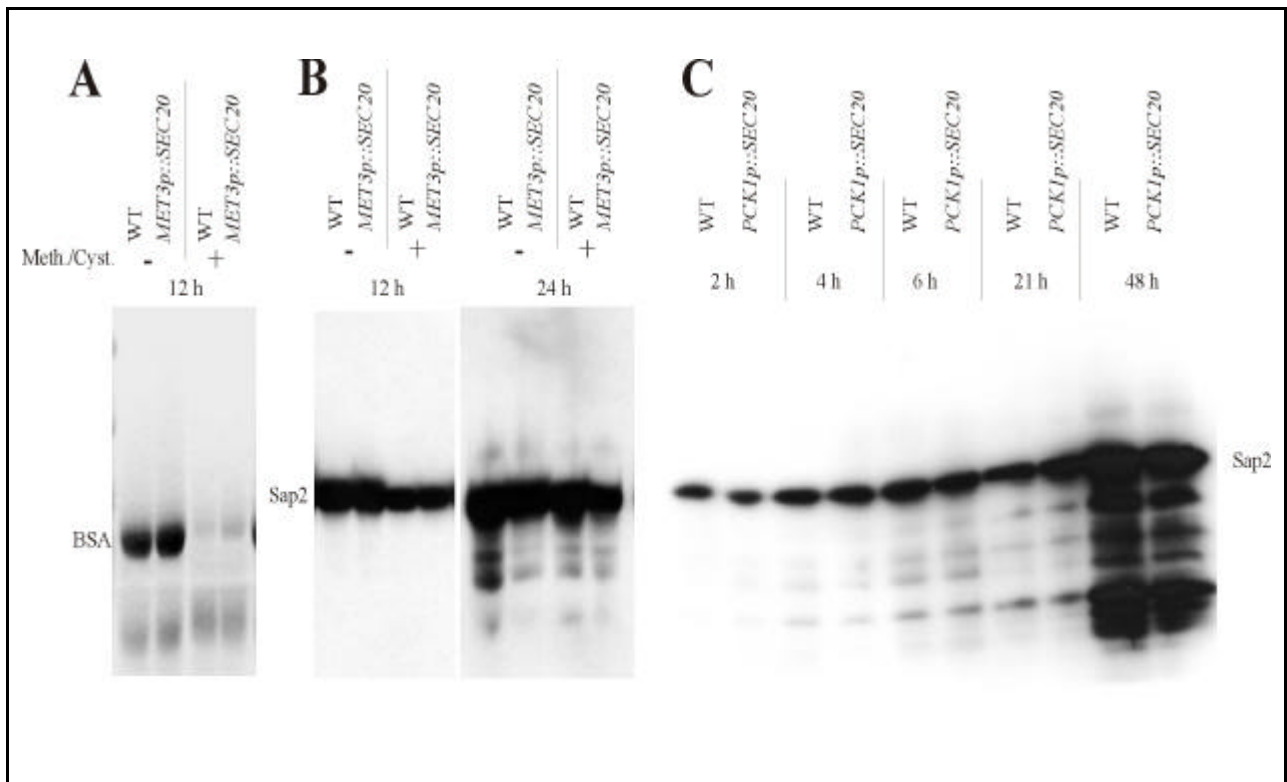 A
WT
MET3p::SEC20
WT
MET3p::SEC20
Meth./Cyst.
- +
12 h
BSA
B
WT
MET3p::SEC20
WT
MET3p::SEC20
- +
12 h
WT
MET3p::SEC20
WT
MET3p::SEC20
- +
24 h
Sap2
C
WT
PCK1p::SEC20
WT
PCK1p::SEC20
WT
PCK1p::SEC20
WT
PCK1p::SEC20
WT
PCK1p::SEC20
2 h 4 h 6 h 21 h 48 h
Sap2